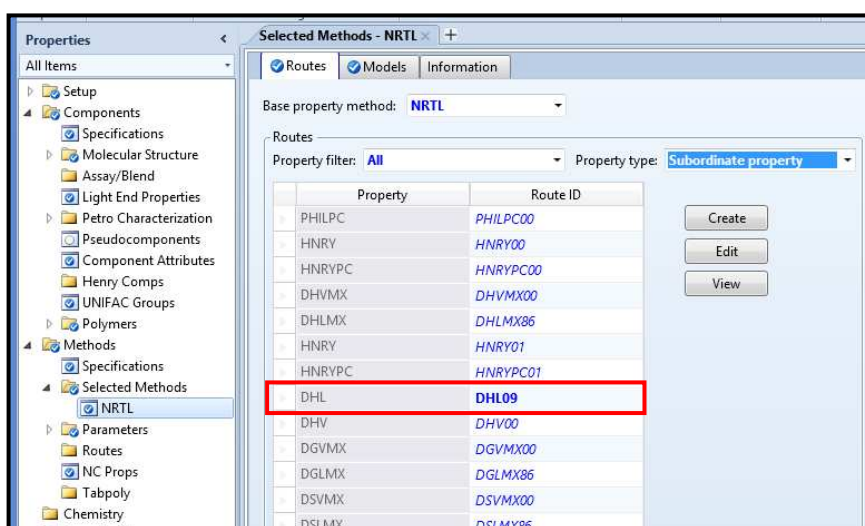 Properties
All Items
Setup
Components
Specifications
Molecular Structure
Assay/Blend
Light End Properties
Petro Characterization
Pseudocomponents
Component Attributes
Henry Comps
UNIFAC Groups
Polymers
Methods
Specifications
Selected Methods
NRTL
Parameters
Routes
NC Props
Tabpoly
Chemistry
Selected Methods - NRTL × +
Routes Models Information
Base property method: NRTL
Routes
Property filter: All Property type: Subordinate property
Property Route ID
PHILPC PHILPC00
HNRY HNRY00
HNRYPC HNRYPC00
DHVMX DHVMX00
DHLMX DHLMX86
HNRY HNRY01
HNRYPC HNRYPC01
DHL DHL09
DHV DHV00
DGVMX DGVMX00
DGLMX DGLMX86
DSVMX DSVMX00
DSLMX DSLMX86
Create
Edit
View